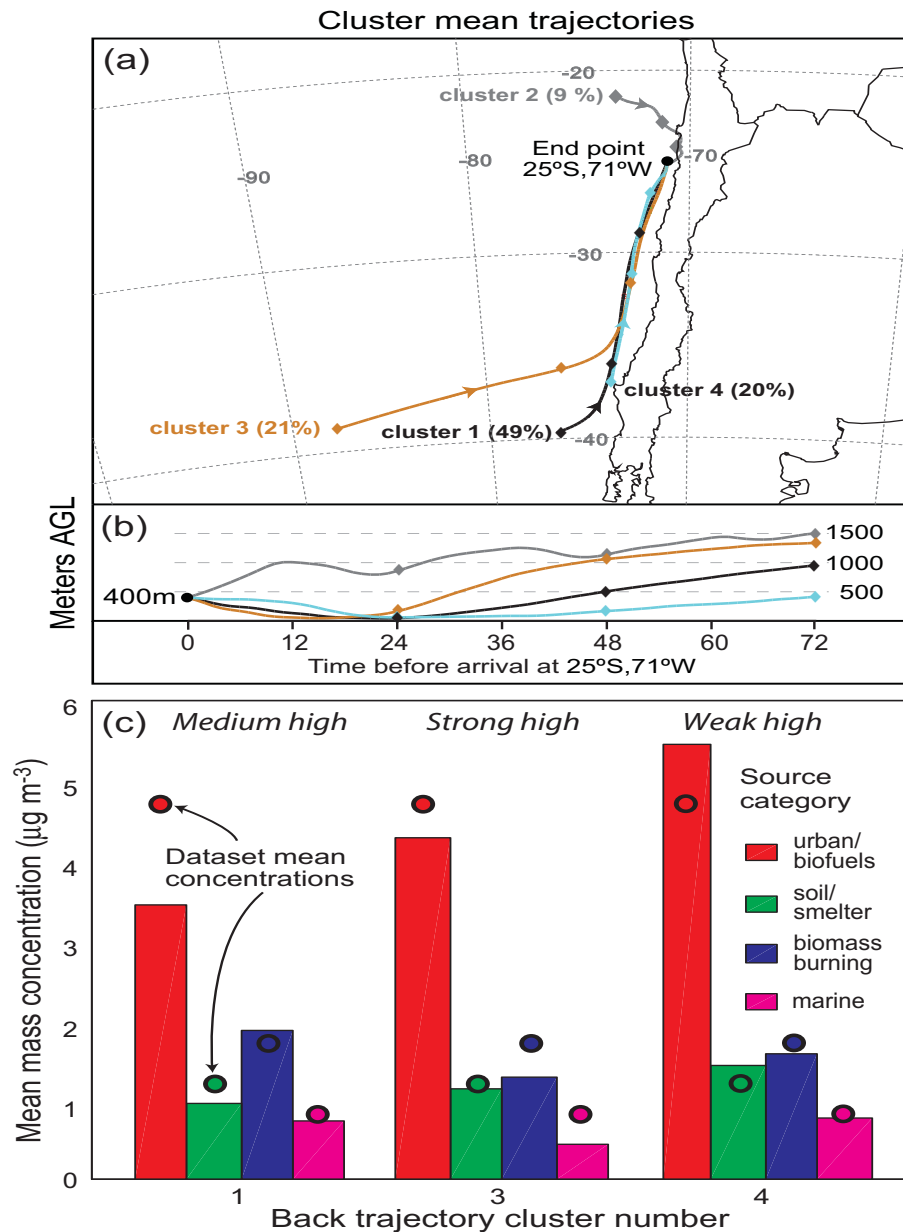 Cluster mean trajectories
(a)
-20
cluster 2 (9 %)
End point
25ºS,71ºW
-70
-80
-90
-30
cluster 4 (20%)
cluster 3 (21%)
cluster 1 (49%)
-40
Meters AGL
(b)
1500
1000
400m
500
0 12 24 36 48 60 72
Time before arrival at 25ºS,71ºW
(c)
Medium high Strong high Weak high
Mean mass concentration (µg m-3)
6
5
4
3
2
1
0
Dataset mean
concentrations
Source
category
urban/
biofuels
soil/
smelter
biomass
burning
marine
1 3 4
Back trajectory cluster number